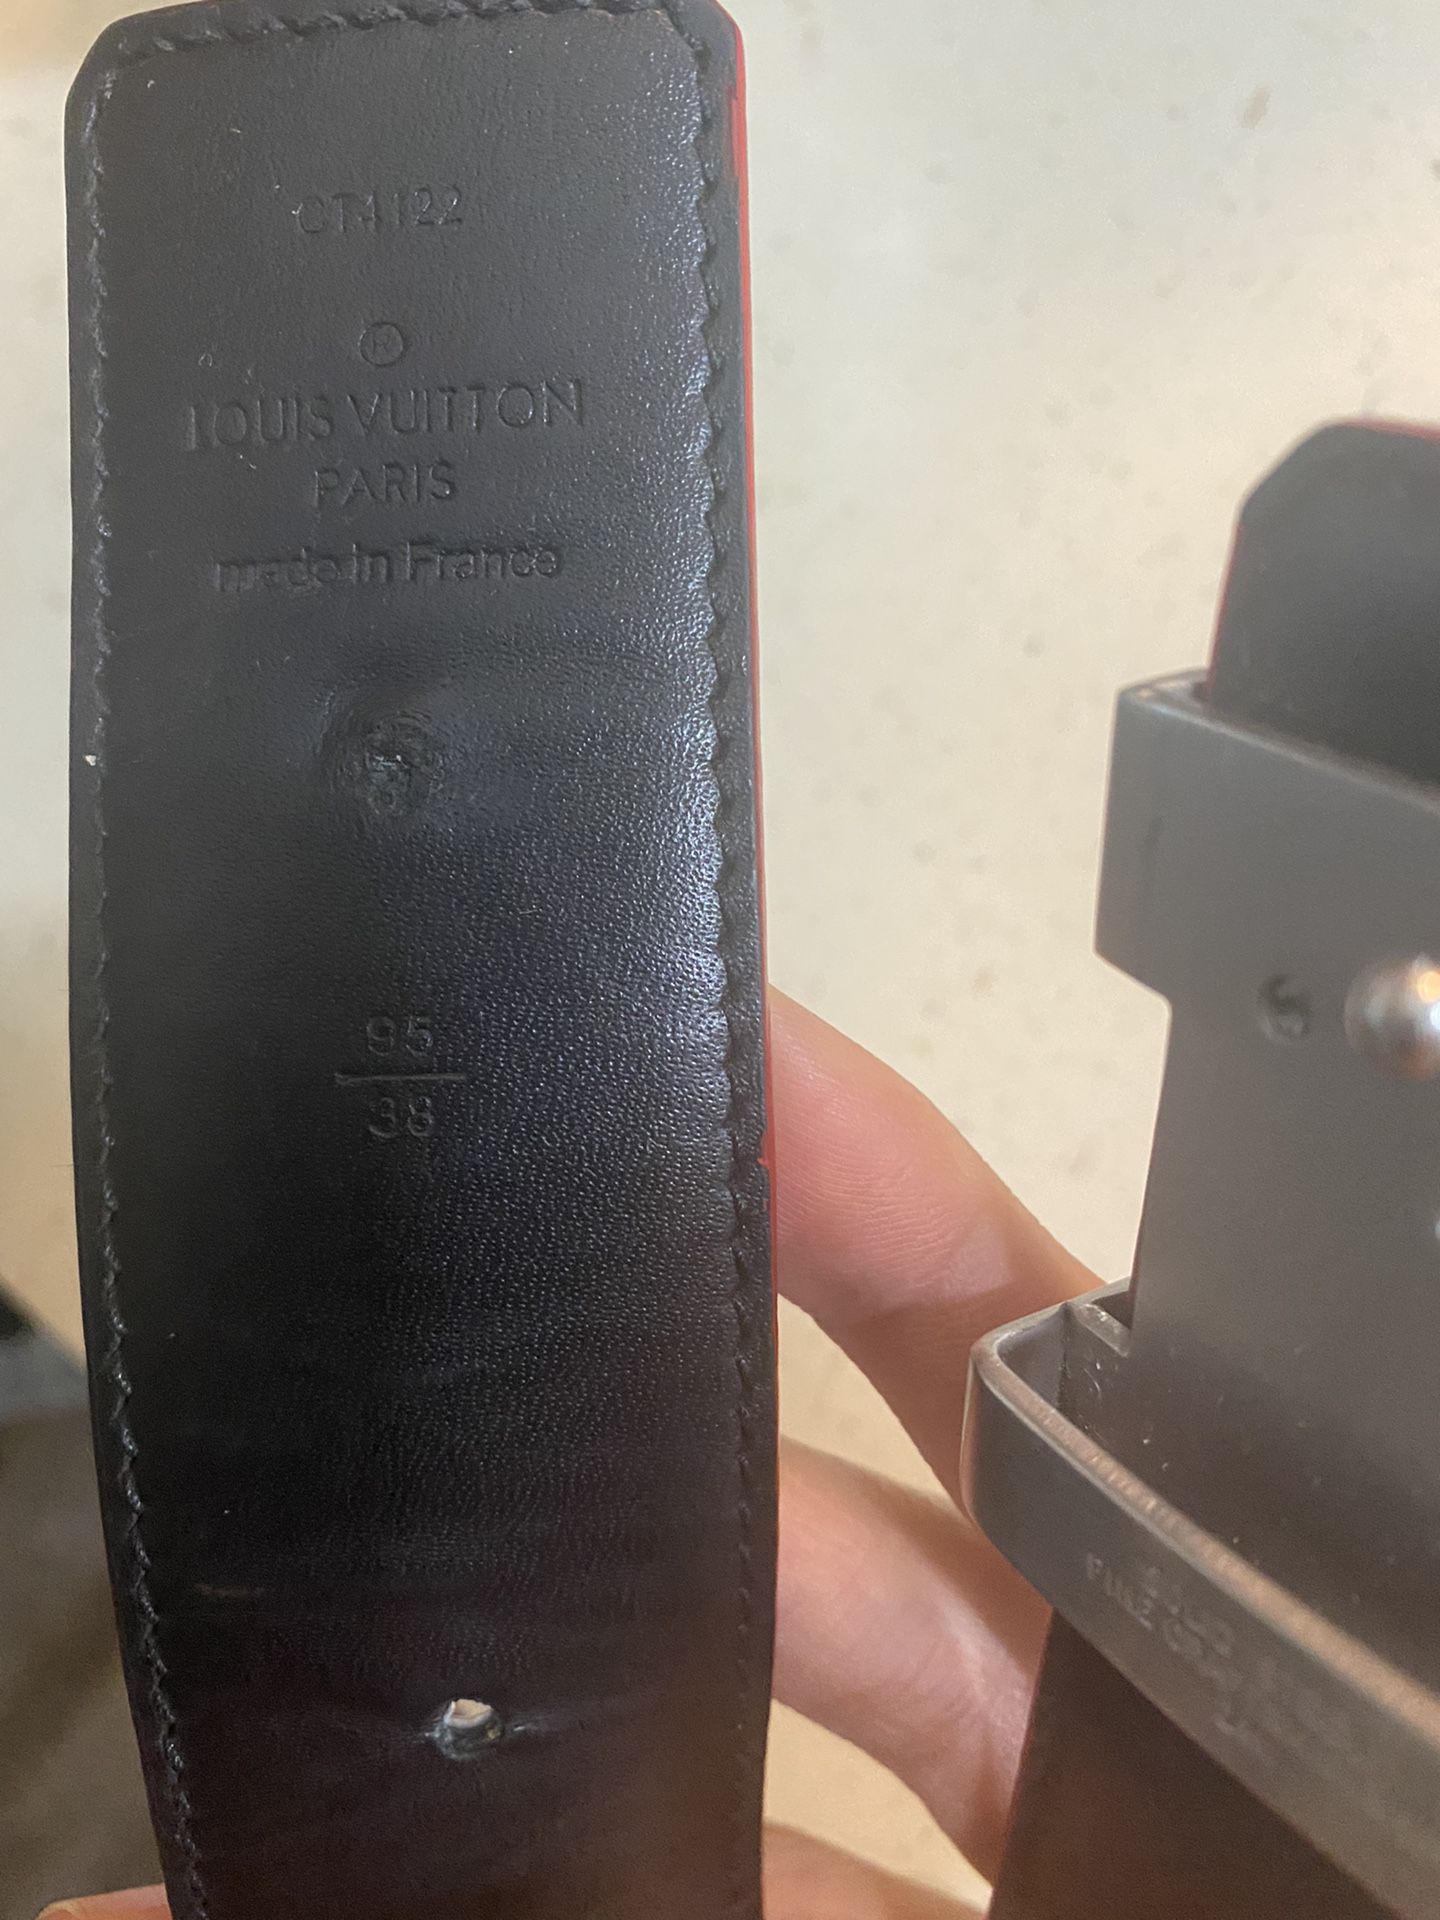 CT4122
®
LOUIS VUITTON
PARIS
made in France
95
38